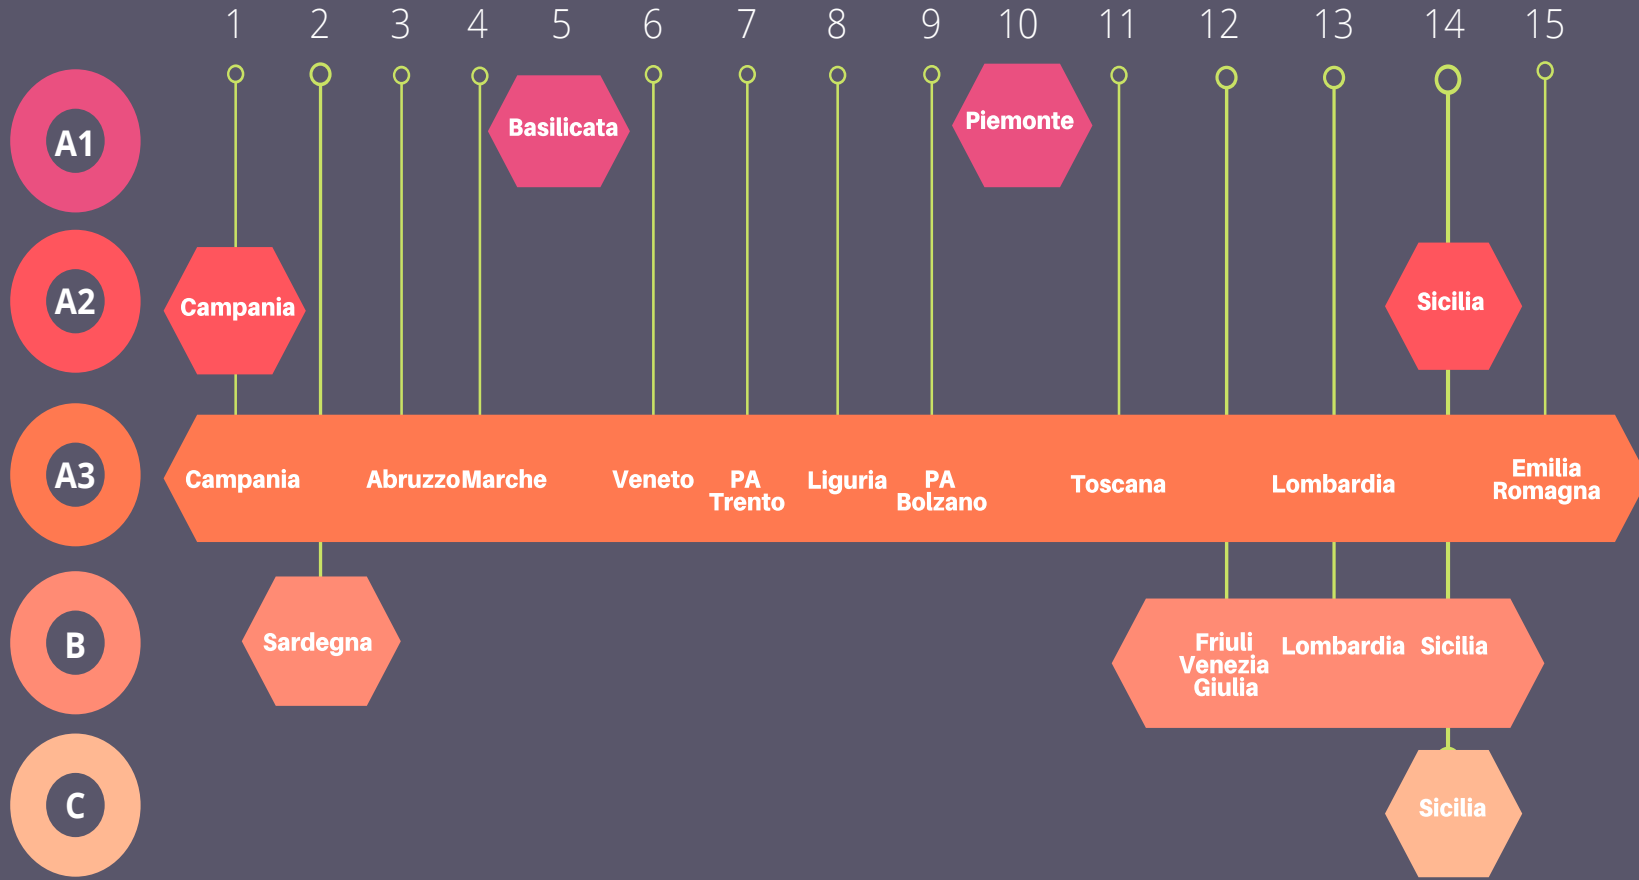 1 2 3 4 5 6 7 8 9 10 11 12 13 14 15
A1
Basilicata
Piemonte
A2
Campania
Sicilia
A3
Campania
Abruzzo
Marche
Veneto
PA
Trento
Liguria
PA
Bolzano
Toscana
Lombardia
Emilia
Romagna
B
Sardegna
Friuli
Venezia
Giulia
Lombardia
Sicilia
C
Sicilia